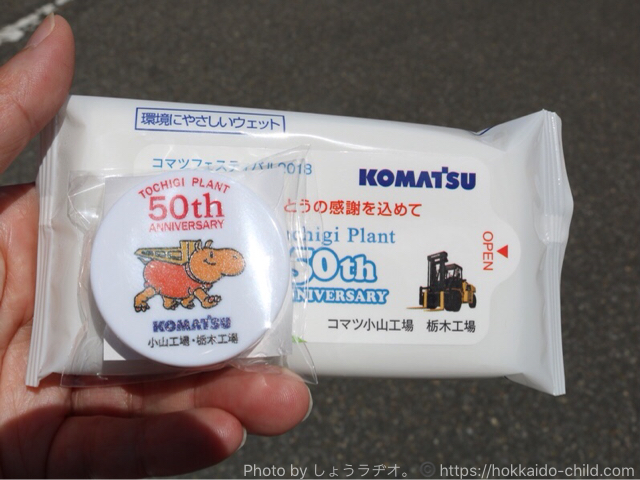 環境にやさしいウェット
コマツフェスティバル2018
KOMATSU
とうの感謝を込めて
ochigi Plant
50th
ANNIVERSARY
OPEN
コマツ小山工場 栃木工場
TOCHIGI PLANT
50th
ANNIVERSARY
KOMATSU
小山工場・栃木工場
Photo by しょうラヂオ。 © https://hokkaido-child.com